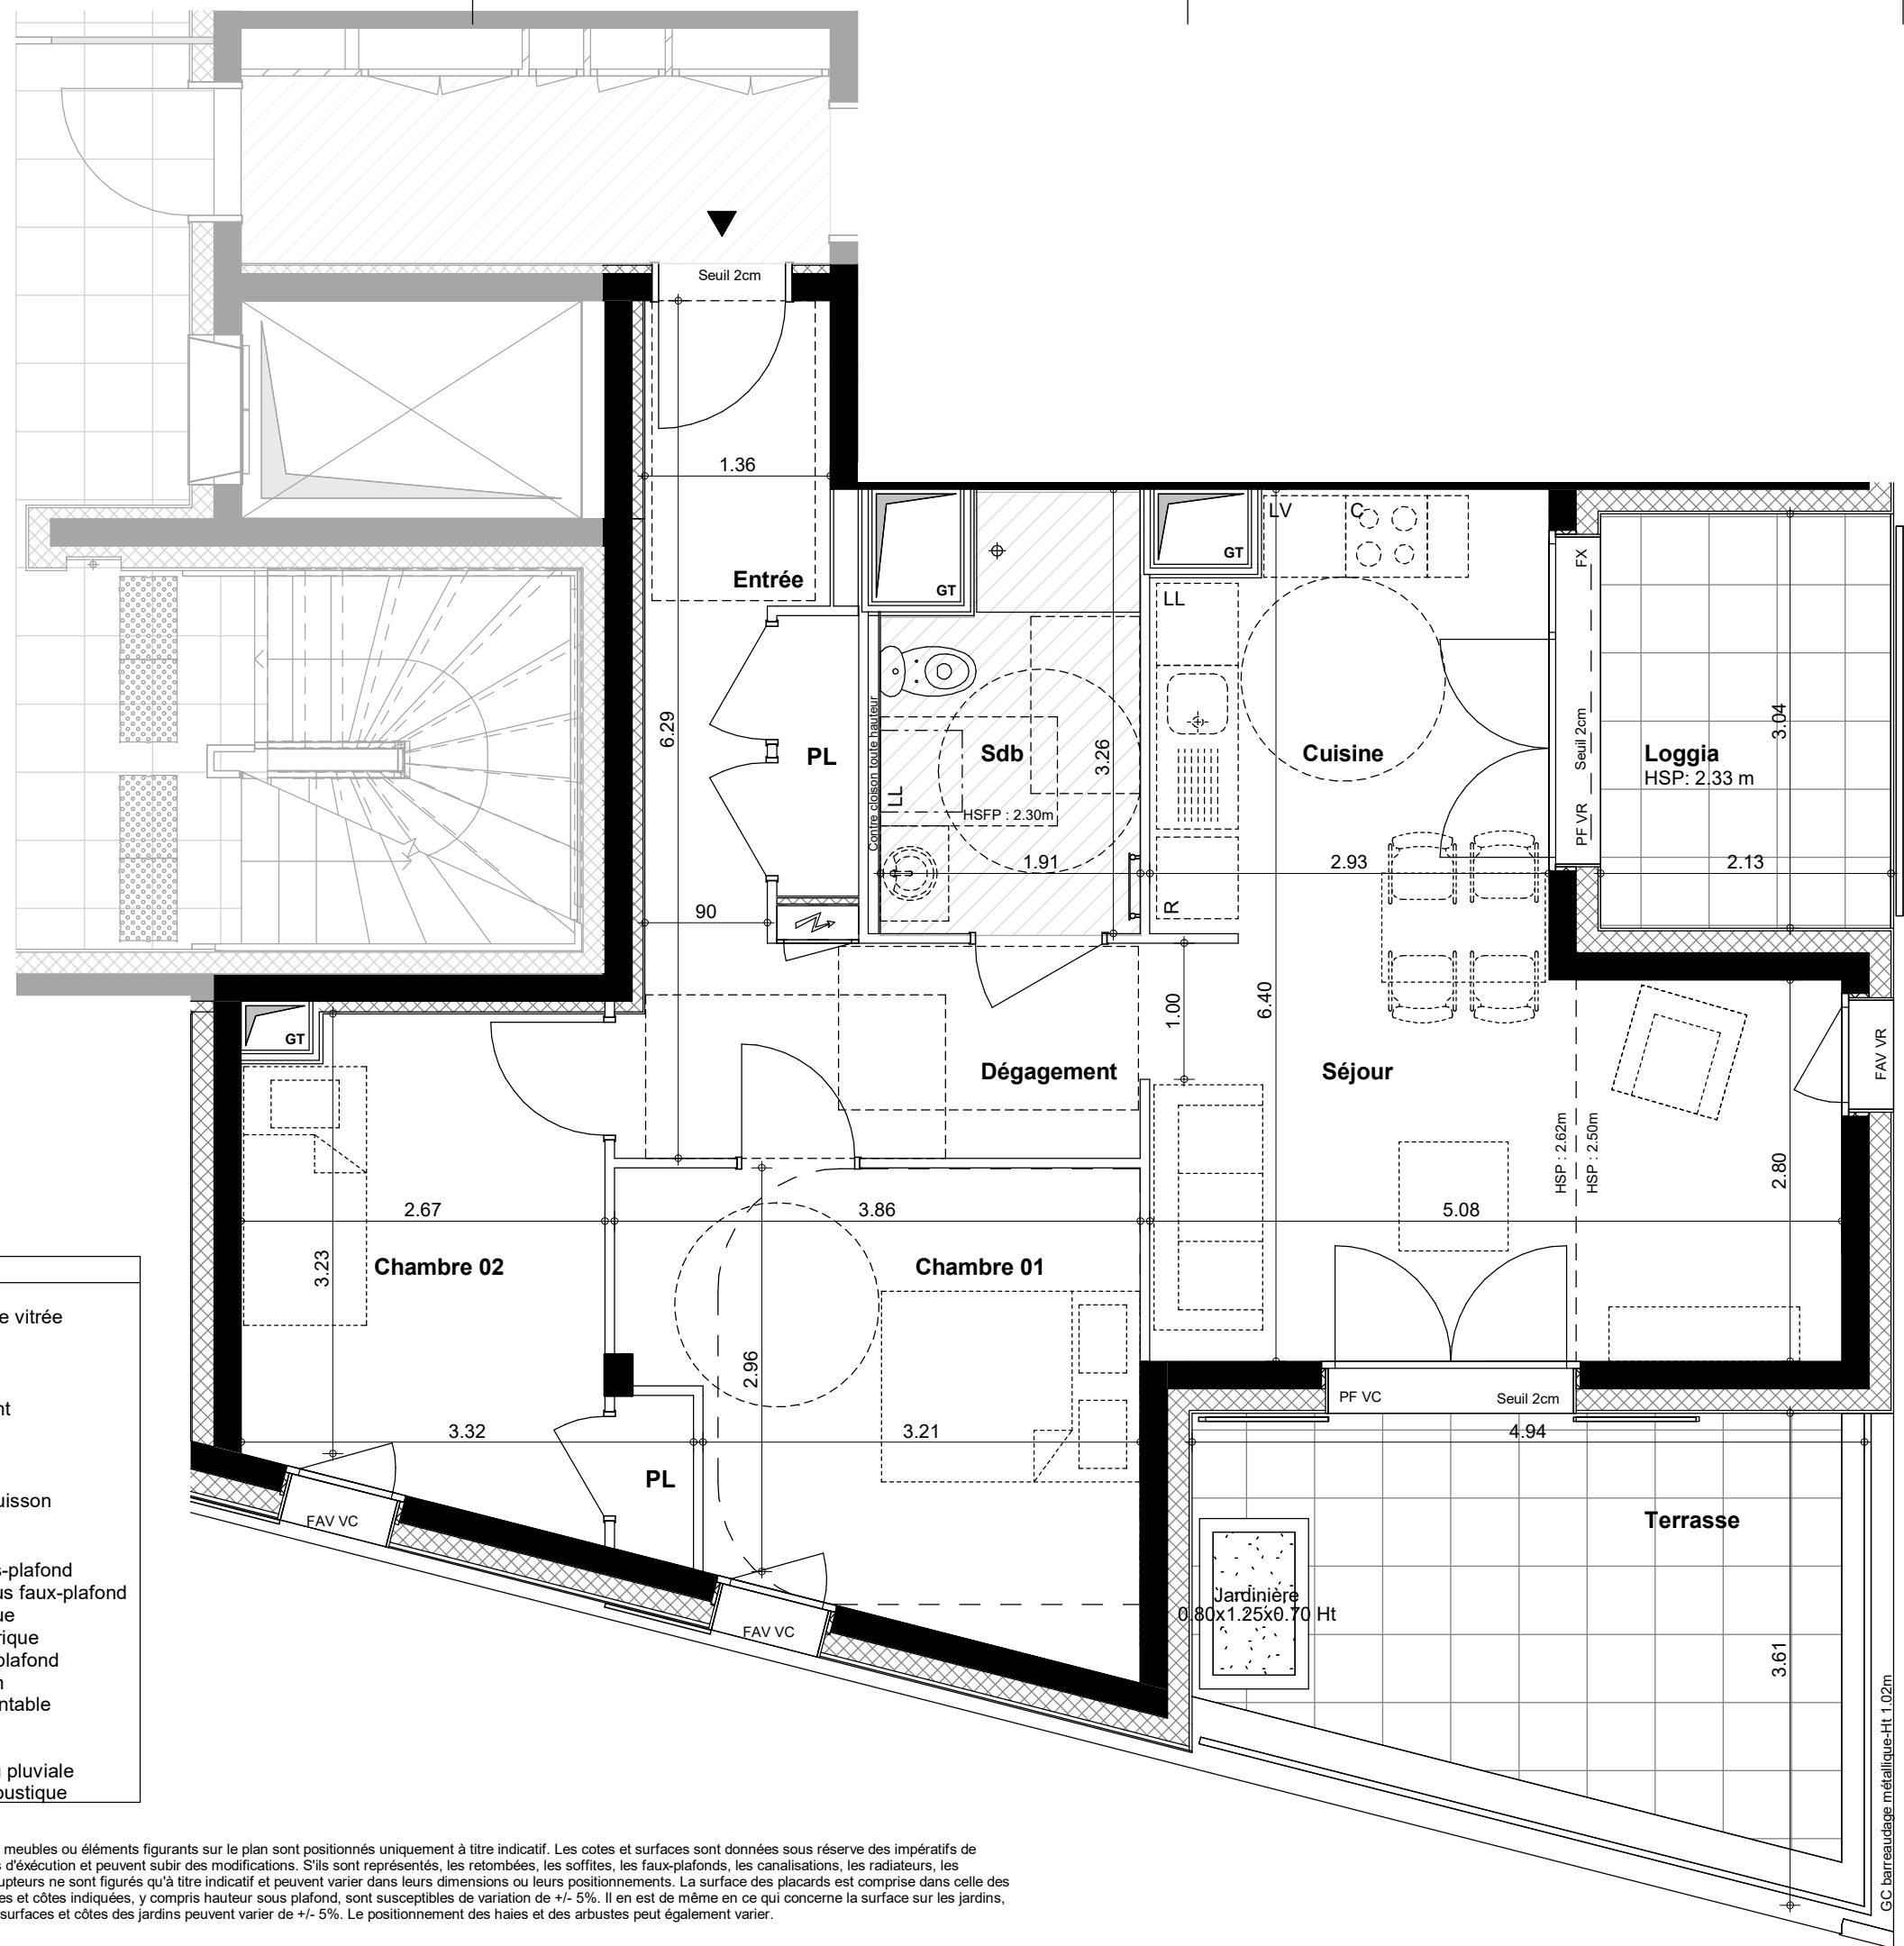 Seuil 2cm
1.36
Entrée
GT
GT
LV
C
FX
LL
6.29
PL
Contre cloison toute hauteur
Sdb
3.26
LL
HSFP : 2.30m
1.91
Cuisine
2.93
R
Seuil 2cm
PF VR
Loggia
HSP: 2.33 m
3.04
2.13
90
GT
1.00
6.40
Dégagement
Séjour
FAV VR
HSP : 2.62m
HSP : 2.50m
2.80
2.67
3.86
5.08
3.23
Chambre 02
Chambre 01
2.96
3.32
3.21
PL
PF VC
Seuil 2cm
4.94
FAV VC
FAV VC
Terrasse
Jardinière
0.80x1.25x0.70 Ht
3.61
GC barreaudage métallique-Ht 1.02m
e vitrée
nt
uisson
s-plafond
us faux-plafond
ue
rique
plafond
n
ntable
u pluviale
oustique
meubles ou éléments figurants sur le plan sont positionnés uniquement à titre indicatif. Les cotes et surfaces sont données sous réserve des impératifs de
s d'éxécution et peuvent subir des modifications. S'ils sont représentés, les retombées, les soffites, les faux-plafonds, les canalisations, les radiateurs, les
upteurs ne sont figurés qu'à titre indicatif et peuvent varier dans leurs dimensions ou leurs positionnements. La surface des placards est comprise dans celle des
es et côtes indiquées, y compris hauteur sous plafond, sont susceptibles de variation de +/- 5%. Il en est de même en ce qui concerne la surface sur les jardins,
surfaces et côtes des jardins peuvent varier de +/- 5%. Le positionnement des haies et des arbustes peut également varier.